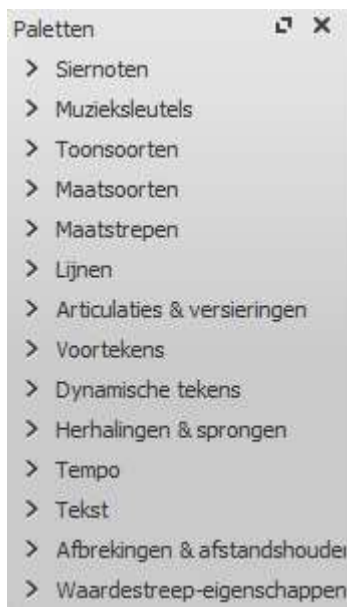 Paletten
Siernoten
Muzieksleutels
Toonsoorten
Maatsoorten
Maatstrepen
Lijnen
Articulaties & versieringen
Voortekens
Dynamische tekens
Herhalingen & sprongen
Tempo
Tekst
Afbrekingen & afstandshouder
Waardestreep-eigenschappen